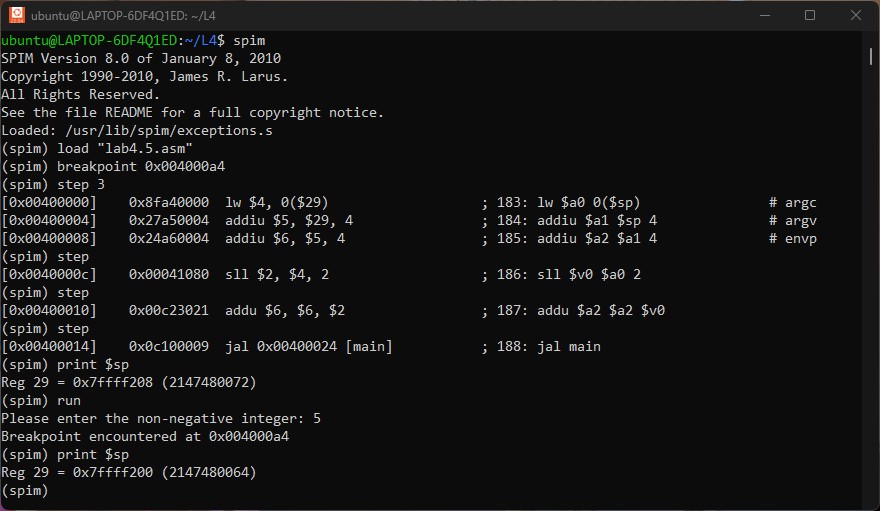 ubuntu@LAPTOP-6DF4Q1ED: ~/L4
ubuntu@LAPTOP-6DF4Q1ED:~/L4$ spim
SPIM Version 8.0 of January 8, 2010
Copyright 1990-2010, James R. Larus.
All Rights Reserved.
See the file README for a full copyright notice.
Loaded: /usr/lib/spim/exceptions.s
(spim) load "lab4.5.asm"
(spim) breakpoint 0x004000a4
(spim) step 3
[0x00400000]    0x8fa40000  lw $4, 0($29)                   ; 183: lw $a0 0($sp)                # argc
[0x00400004]    0x27a50004  addiu $5, $29, 4                ; 184: addiu $a1 $sp 4              # argv
[0x00400008]    0x24a60004  addiu $6, $5, 4                 ; 185: addiu $a2 $a1 4              # envp
(spim) step
[0x0040000c]    0x00041080  sll $2, $4, 2                   ; 186: sll $v0 $a0 2
(spim) step
[0x00400010]    0x00c23021  addu $6, $6, $2                 ; 187: addu $a2 $a2 $v0
(spim) step
[0x00400014]    0x0c100009  jal 0x00400024 [main]           ; 188: jal main
(spim) print $sp
Reg 29 = 0x7ffff208 (2147480072)
(spim) run
Please enter the non-negative integer: 5
Breakpoint encountered at 0x004000a4
(spim) print $sp
Reg 29 = 0x7ffff200 (2147480064)
(spim)